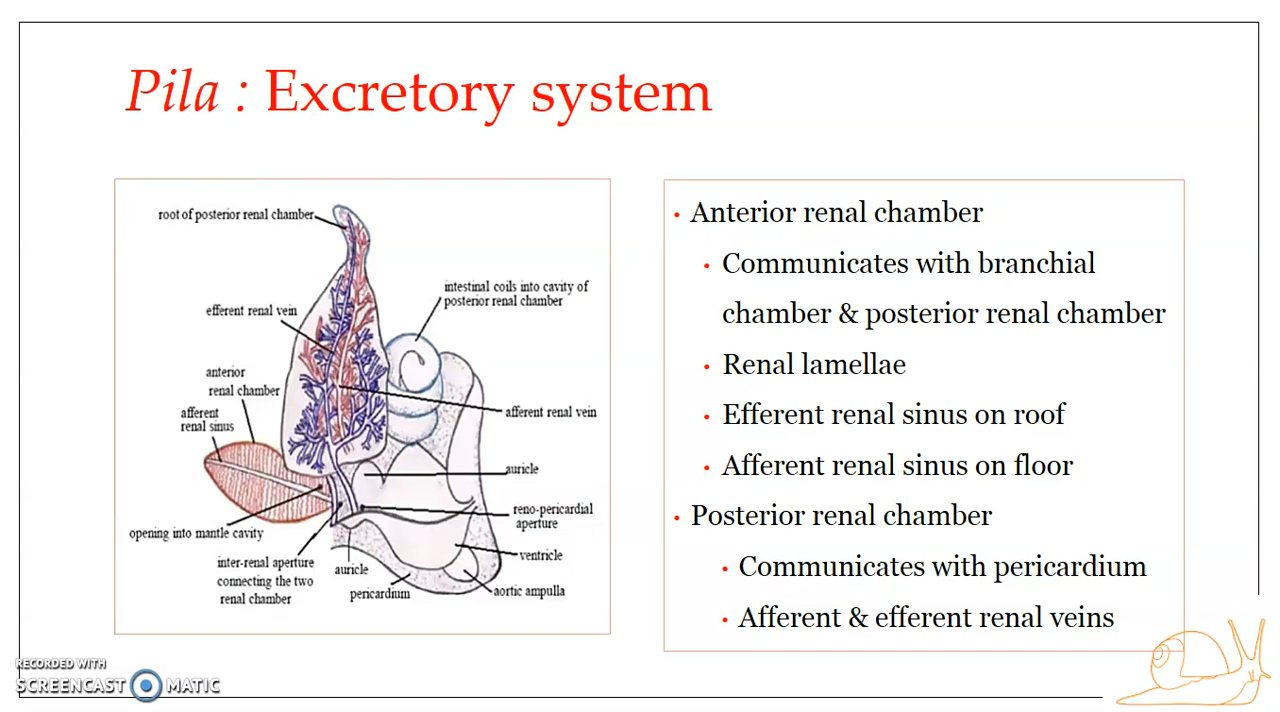 Pila : Excretory system
root of posterior renal chamber
intestinal coils into cavity of
posterior renal chamber
efferent renal vein
anterior
renal chamber
afferent
renal sinus
afferent renal vein
auricle
reno-pericardial
aperture
opening into mantle cavity
inter-renal aperture
connecting the two
renal chamber
auricle
pericardium
ventricle
aortic ampulla
• Anterior renal chamber
• Communicates with branchial
chamber & posterior renal chamber
• Renal lamellae
• Efferent renal sinus on roof
• Afferent renal sinus on floor
• Posterior renal chamber
• Communicates with pericardium
• Afferent & efferent renal veins
RECORDED WITH
SCREENCAST MATIC